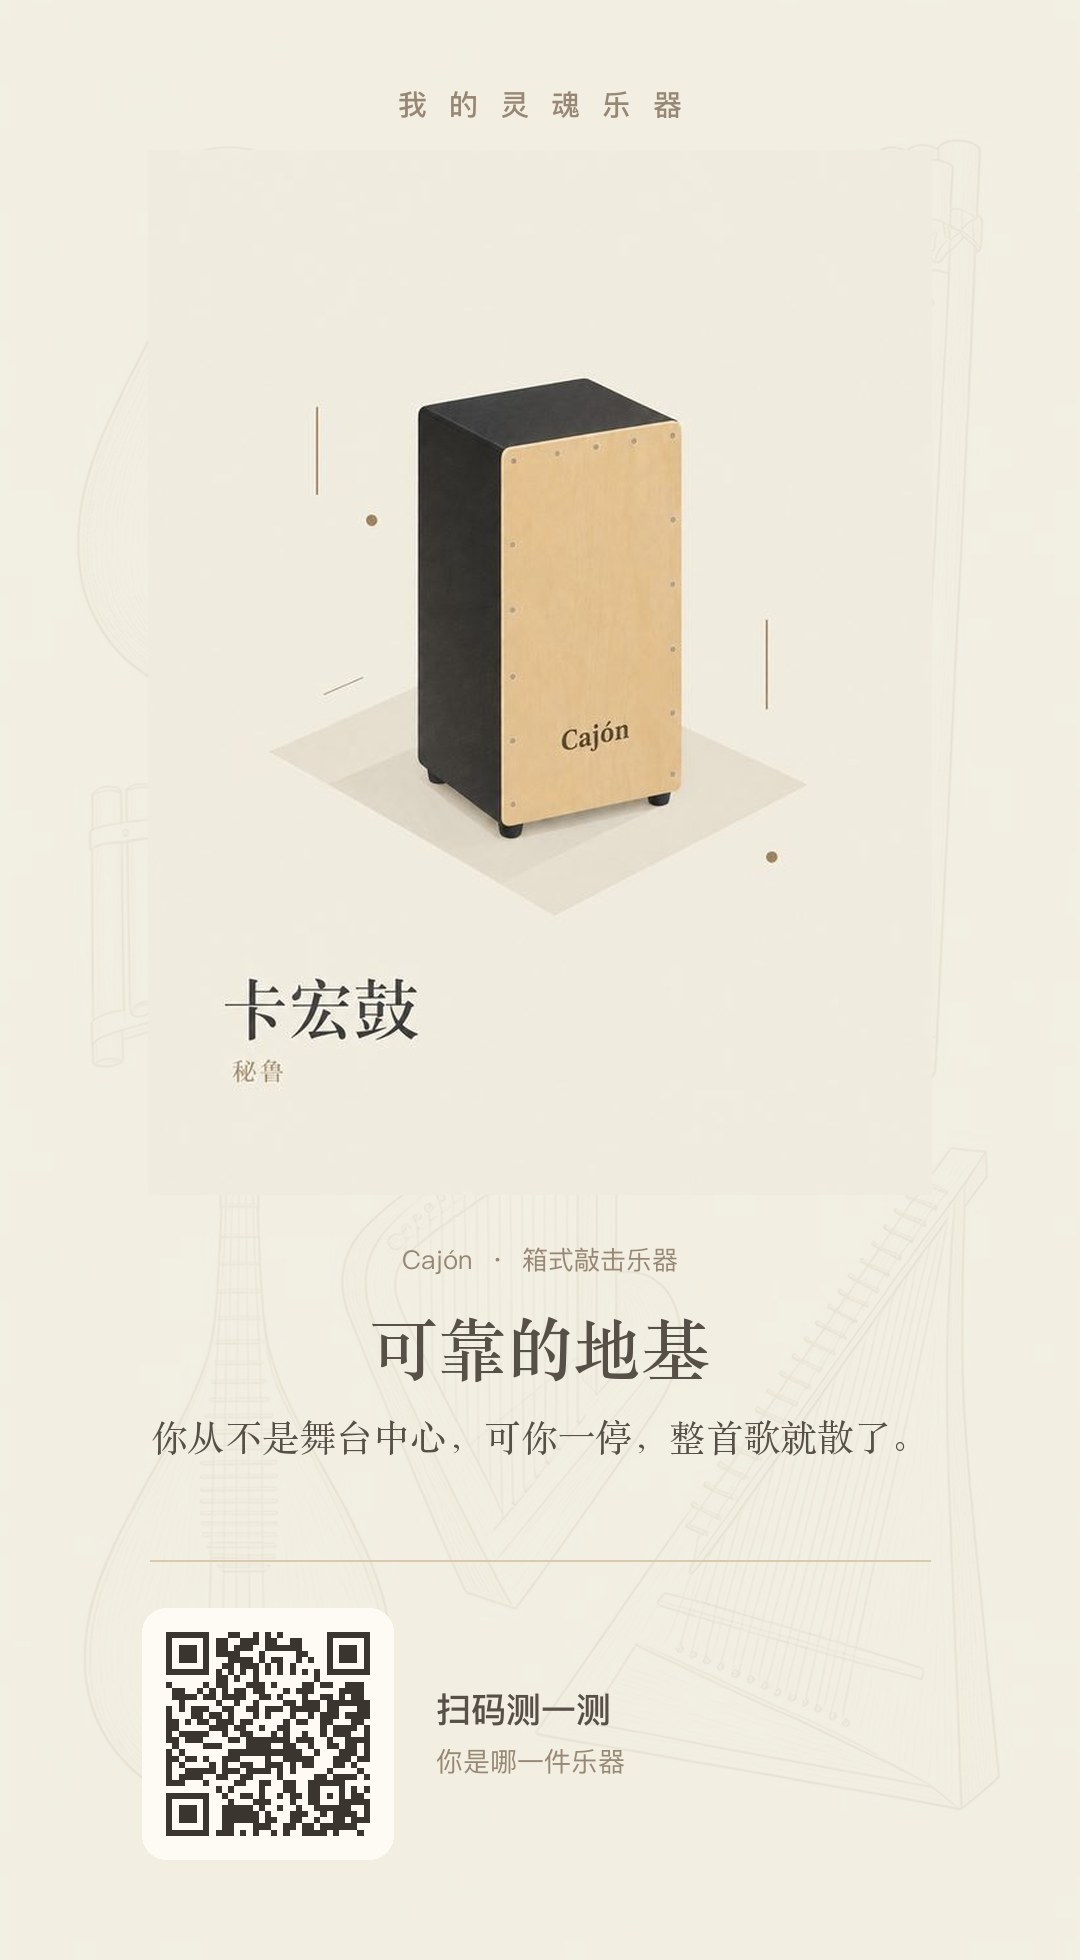 我的灵魂乐器
Cajón
卡宏鼓
秘鲁
Cajón · 箱式敲击乐器
可靠的地基
你从不是舞台中心，可你一停，整首歌就散了。
扫码测一测
你是哪一件乐器